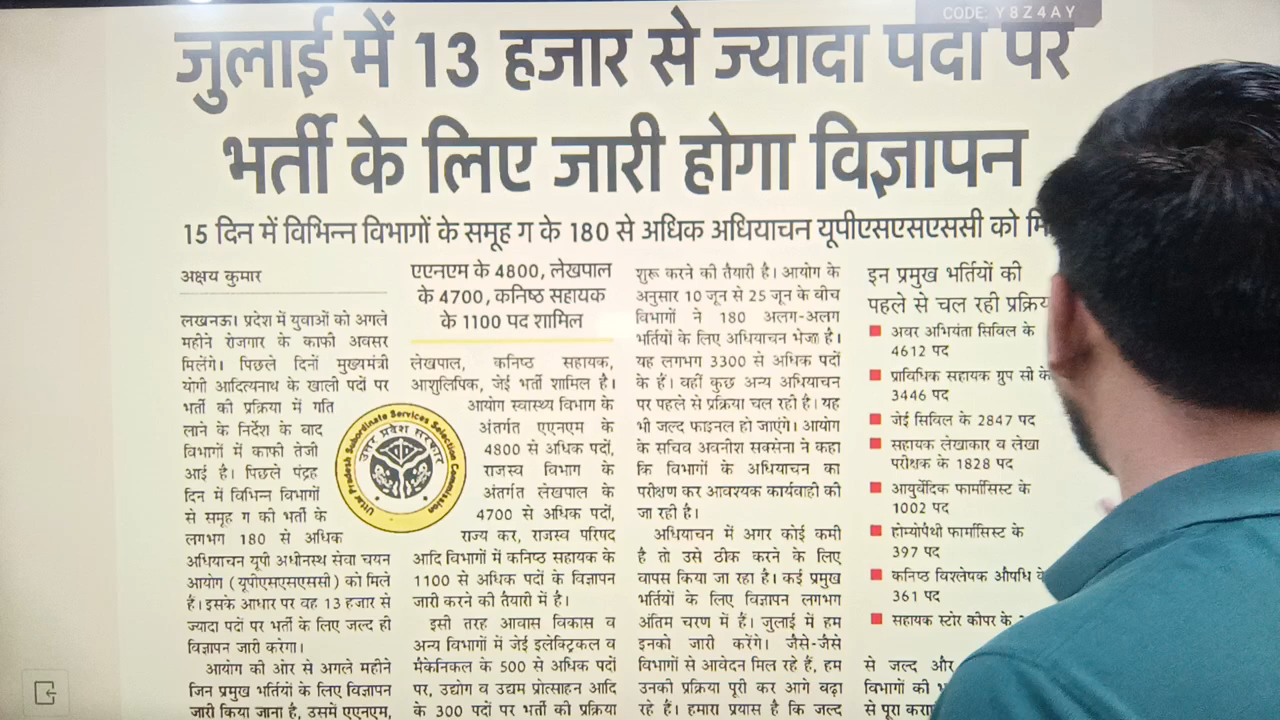 CODE: Y8Z4AY
जुलाई में 13 हजार से ज्यादा पदों पर
भर्ती के लिए जारी होगा विज्ञापन
15 दिन में विभिन्न विभागों के समूह ग के 180 से अधिक अधियाचन यूपीएसएसएससी को
अक्षय कुमार
लखनऊ। प्रदेश में युवाओं को अगले
महीने रोजगार के काफी अवसर
मिलेंगे। पिछले दिनों मुख्यमंत्री
योगी आदित्यनाथ के खाली पदों पर
भर्ती की प्रक्रिया में गति
लाने के निर्देश के बाद
विभागों में काफी तेजी
आई है। पिछले पंद्रह
दिन में विभिन्न विभागों
से समूह ग की भर्ती के
लगभग 180 से अधिक
अधियाचन यूपी अधीनस्थ सेवा चयन
आयोग (यूपीएसएसएससी) को मिले
हैं। इसके आधार पर वह 13 हजार से
ज्यादा पदों पर भर्ती के लिए जल्द ही
विज्ञापन जारी करेगा।
आयोग की ओर से अगले महीने
जिन प्रमुख भर्तियों के लिए विज्ञापन
जारी किया जाना है, उसमें एएनएम,
एएनएम के 4800, लेखपाल
के 4700, कनिष्ठ सहायक
के 1100 पद शामिल
लेखपाल, कनिष्ठ सहायक,
आशुलिपिक, जेई भर्ती शामिल है।
आयोग स्वास्थ्य विभाग के
अंतर्गत एएनएम के
4800 से अधिक पदों,
राजस्व विभाग के
अंतर्गत लेखपाल के
4700 से अधिक पदों,
राज्य कर, राजस्व परिषद
आदि विभागों में कनिष्ठ सहायक के
1100 से अधिक पदों के विज्ञापन
जारी करने की तैयारी में है।
इसी तरह आवास विकास व
अन्य विभागों में जेई इलेक्ट्रिकल व
मैकेनिकल के 500 से अधिक पदों
पर, उद्योग व उद्यम प्रोत्साहन आदि
के 300 पदों पर भर्ती की प्रक्रिया
उत्तर प्रदेश सरकार
Uttar Pradesh Subordinate Services Selection Commission
शुरू करने की तैयारी है। आयोग के
अनुसार 10 जून से 25 जून के बीच
विभागों ने 180 अलग-अलग
भर्तियों के लिए अधियाचन भेजा है।
यह लगभग 3300 से अधिक पदों
के हैं। वहीं कुछ अन्य अधियाचन
पर पहले से प्रक्रिया चल रही है। यह
भी जल्द फाइनल हो जाएंगे। आयोग
के सचिव अवनीश सक्सेना ने कहा
कि विभागों के अधियाचन का
परीक्षण कर आवश्यक कार्यवाही की
जा रही है।
अधियाचन में अगर कोई कमी
है तो उसे ठीक करने के लिए
वापस किया जा रहा है। कई प्रमुख
भर्तियों के लिए विज्ञापन लगभग
अंतिम चरण में हैं। जुलाई में हम
इनको जारी करेंगे। जैसे-जैसे
विभागों से आवेदन मिल रहे हैं, हम
उनकी प्रक्रिया पूरी कर आगे बढ़ा
रहे हैं। हमारा प्रयास है कि जल्द
इन प्रमुख भर्तियों की
पहले से चल रही
अवर अभियंता सिविल के
4612 पद
प्राविधिक सहायक ग्रुप सी के
3446 पद
जेई सिविल के 2847 पद
सहायक लेखाकार व लेखा
परीक्षक के 1828 पद
आयुर्वेदिक फार्मासिस्ट के
1002 पद
होम्योपैथी फार्मासिस्ट के
397 पद
कनिष्ठ विश्लेषक औषधि के
361 पद
सहायक स्टोर कीपर के
से जल्द और
विभागों की
से पूरा